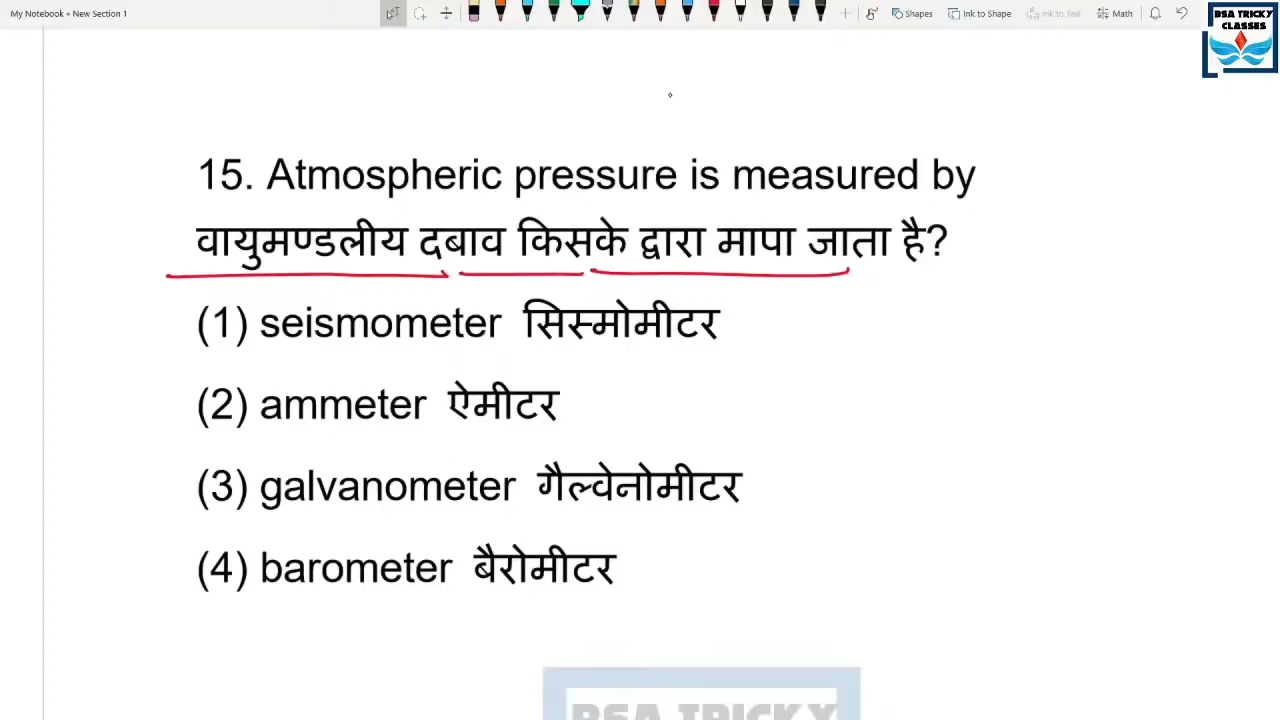 My Notebook » New Section 1
Shapes
Ink to Shape
Ink to Text
Math
BSA TRICKY
CLASSES
15. Atmospheric pressure is measured by
वायुमण्डलीय दबाव किसके द्वारा मापा जाता है?
(1) seismometer सिस्मोमीटर
(2) ammeter ऐमीटर
(3) galvanometer गैल्वेनोमीटर
(4) barometer बैरोमीटर
BSA TRICKY